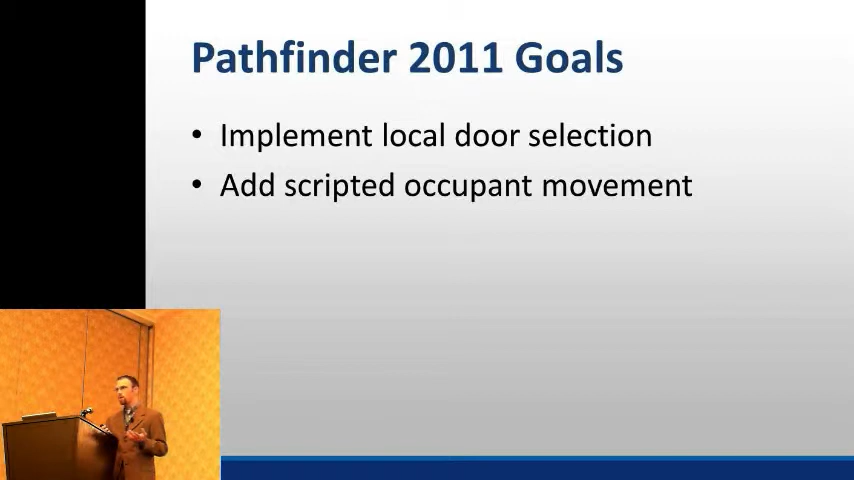 Pathfinder 2011 Goals
• Implement local door selection
• Add scripted occupant movement